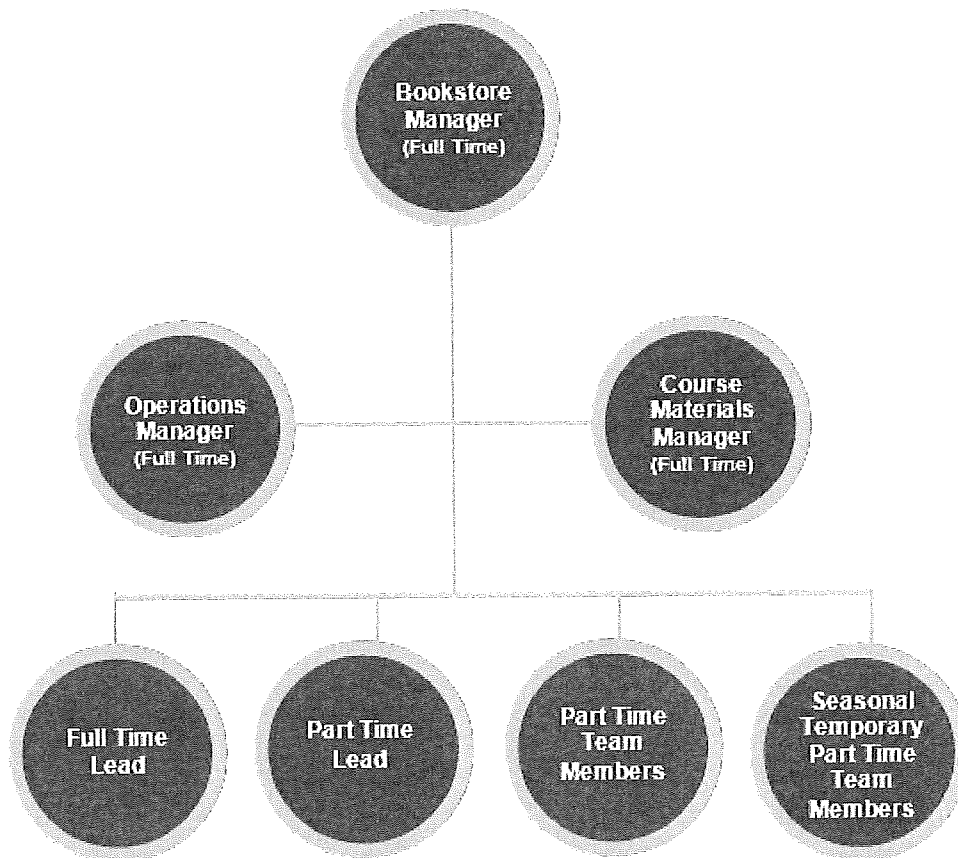 Bookstore
Manager
(Full Time)
Operations
Manager
(Full Time)
Course
Materials
Manager
(Full Time)
Full Time
Lead
Part Time
Lead
Part Time
Team
Members
Seasonal
Temporary
Part Time
Team
Members